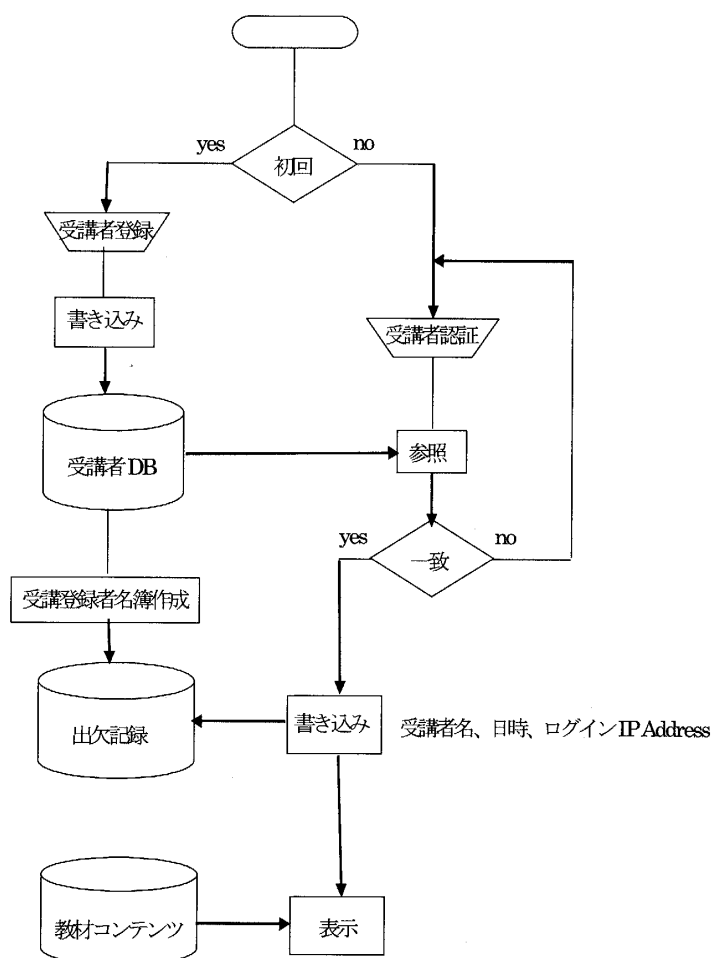 yes
no
初回
受講者登録
書き込み
受講者認証
受講者DB
参照
yes
no
一致
受講登録者名簿作成
出欠記録
書き込み
受講者名、日時、ログインIP Address
教材コンテンツ
表示